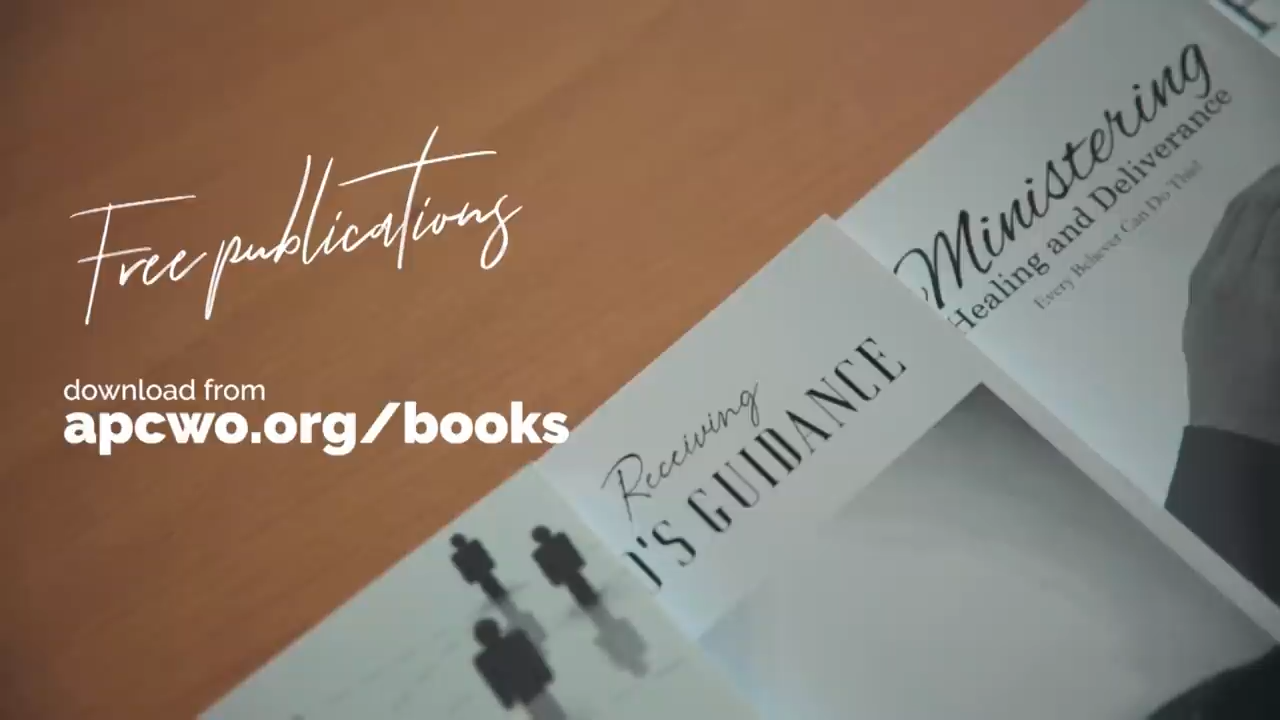 Free publications
download from
apcwo.org/books
Ministering
Healing and Deliverance
Every Believer Can Do This!
Receiving
'S GUIDANCE